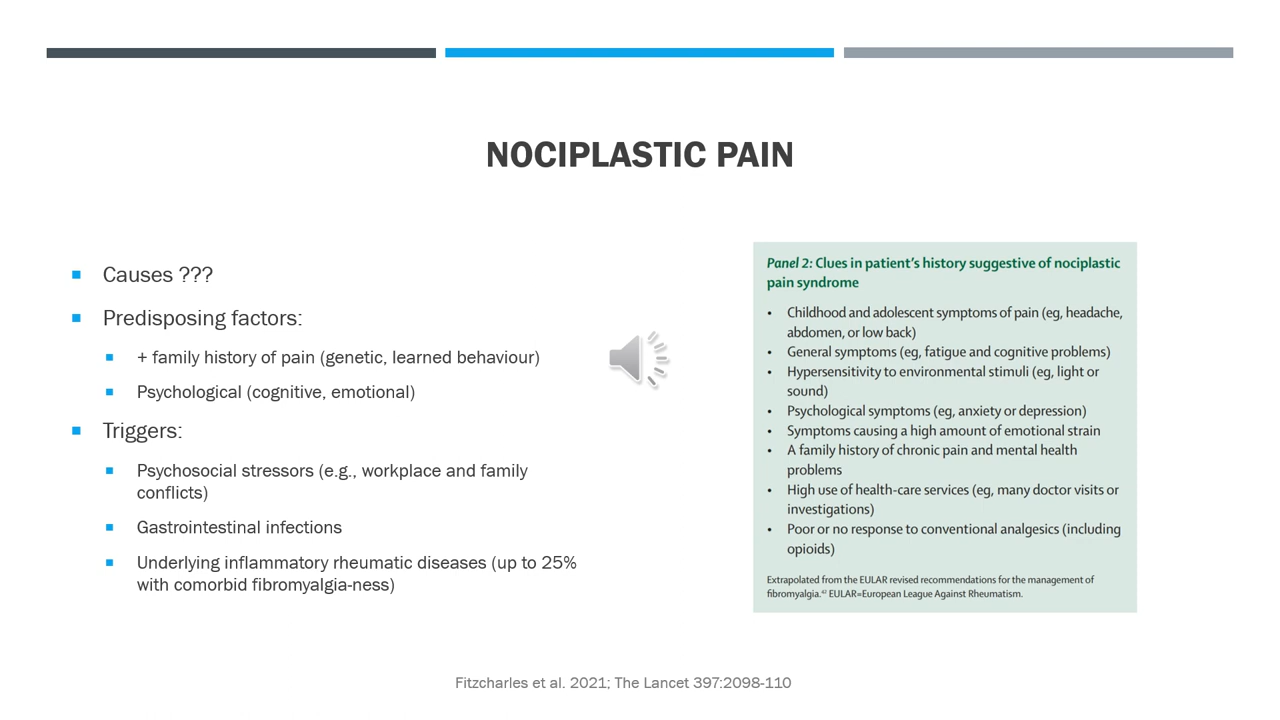 NOCIPLASTIC PAIN
Causes ???
Predisposing factors:
+ family history of pain (genetic, learned behaviour)
Psychological (cognitive, emotional)
Triggers:
Psychosocial stressors (e.g., workplace and family
conflicts)
Gastrointestinal infections
Underlying inflammatory rheumatic diseases (up to 25%
with comorbid fibromyalgia-ness)
Panel 2: Clues in patient's history suggestive of nociplastic
pain syndrome
• Childhood and adolescent symptoms of pain (eg, headache,
abdomen, or low back)
• General symptoms (eg, fatigue and cognitive problems)
• Hypersensitivity to environmental stimuli (eg, light or
sound)
• Psychological symptoms (eg, anxiety or depression)
• Symptoms causing a high amount of emotional strain
• A family history of chronic pain and mental health
problems
• High use of health-care services (eg, many doctor visits or
investigations)
• Poor or no response to conventional analgesics (including
opioids)
Extrapolated from the EULAR revised recommendations for the management of
fibromyalgia.⁴² EULAR=European League Against Rheumatism.
Fitzcharles et al. 2021; The Lancet 397:2098-110